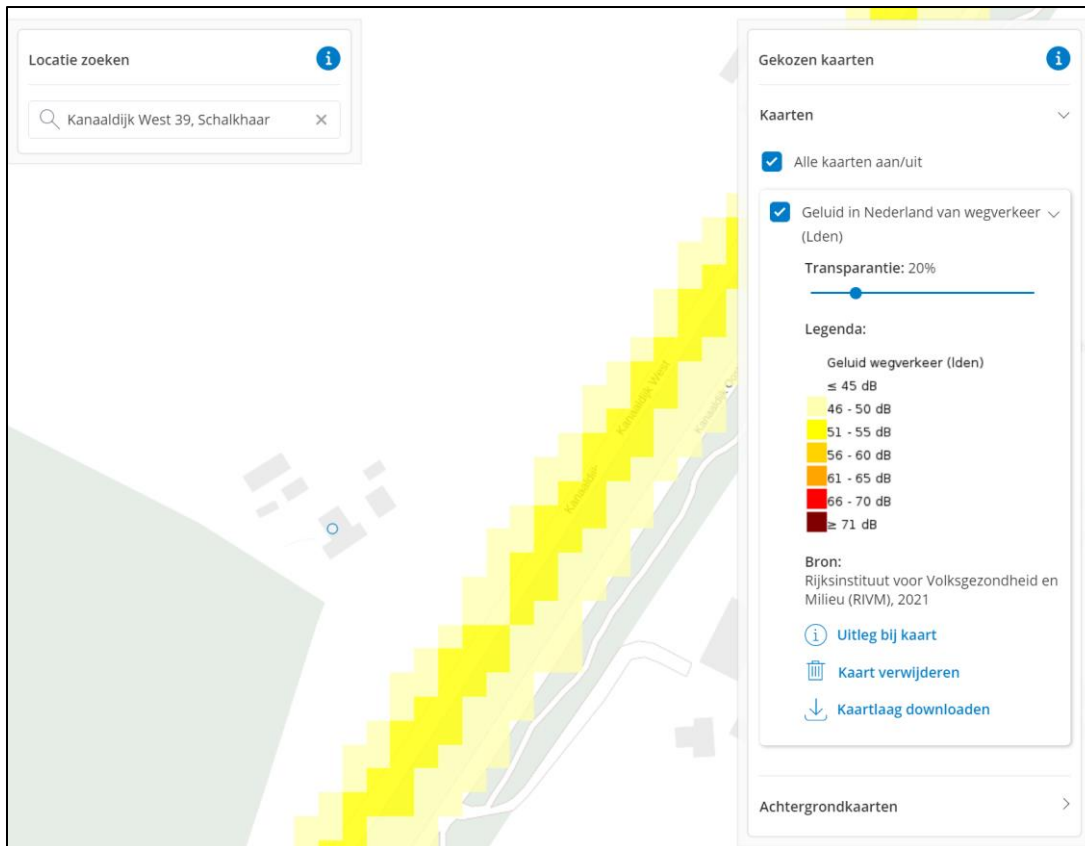 Locatie zoeken
Kanaaldijk West 39, Schalkhaar
Kanaaldijk West
Kanaaldijk
Gekozen kaarten
Kaarten
Alle kaarten aan/uit
Geluid in Nederland van wegverkeer
(Lden)
Transparantie: 20%
Legenda:
Geluid wegverkeer (lden)
≤ 45 dB
46 - 50 dB
51 - 55 dB
56 - 60 dB
61 - 65 dB
66 - 70 dB
≥ 71 dB
Bron:
Rijksinstituut voor Volksgezondheid en
Milieu (RIVM), 2021
Uitleg bij kaart
Kaart verwijderen
Kaartlaag downloaden
Achtergrondkaarten